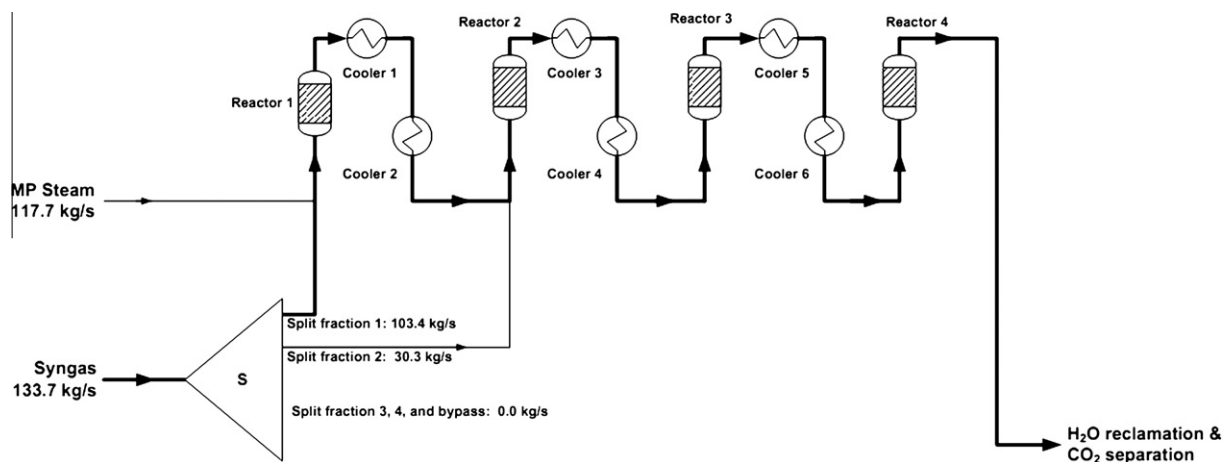 Reactor 1
Cooler 1
Cooler 2
Reactor 2
Cooler 3
Cooler 4
Reactor 3
Cooler 5
Cooler 6
Reactor 4
MP Steam
117.7 kg/s
Syngas
133.7 kg/s
S
Split fraction 1: 103.4 kg/s
Split fraction 2: 30.3 kg/s
Split fraction 3, 4, and bypass: 0.0 kg/s
H₂O reclamation &
CO₂ separation